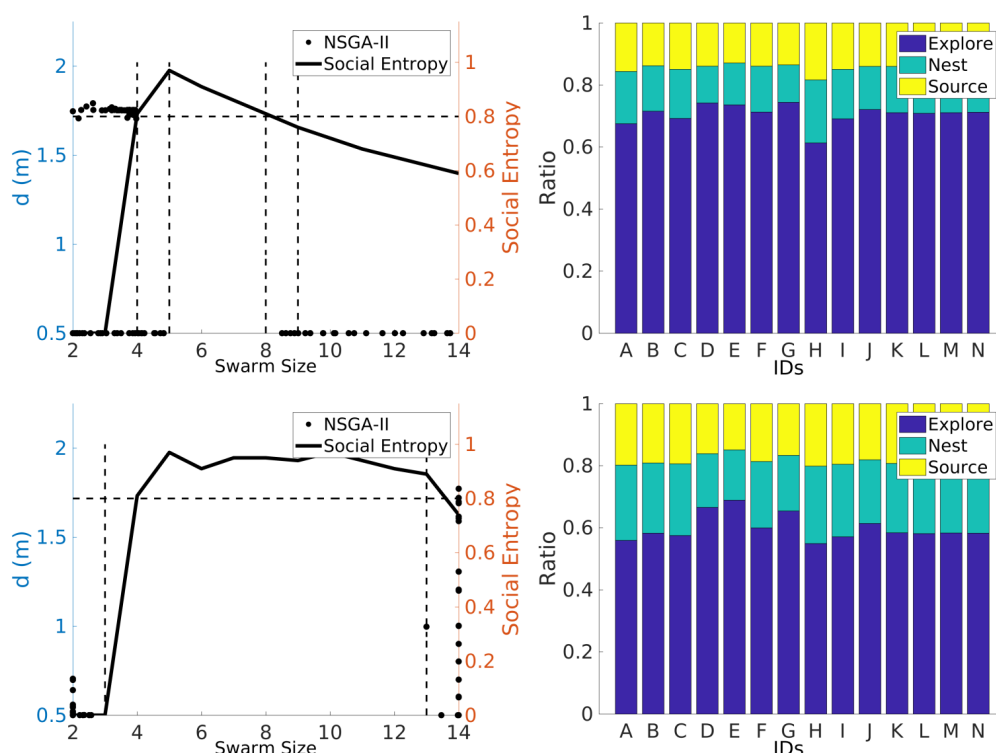 NSGA-II
Social Entropy
d (m)
2
1.5
1
0.5
1
0.8
0.6
0.4
0.2
0
Social Entropy
2 4 6 8 10 12 14
Swarm Size
Explore
Nest
Source
Ratio
1
0.8
0.6
0.4
0.2
0
A B C D E F G H I J K L M N
IDs
NSGA-II
Social Entropy
d (m)
2
1.5
1
0.5
1
0.8
0.6
0.4
0.2
0
Social Entropy
2 4 6 8 10 12 14
Swarm Size
Explore
Nest
Source
Ratio
1
0.8
0.6
0.4
0.2
0
A B C D E F G H I J K L M N
IDs